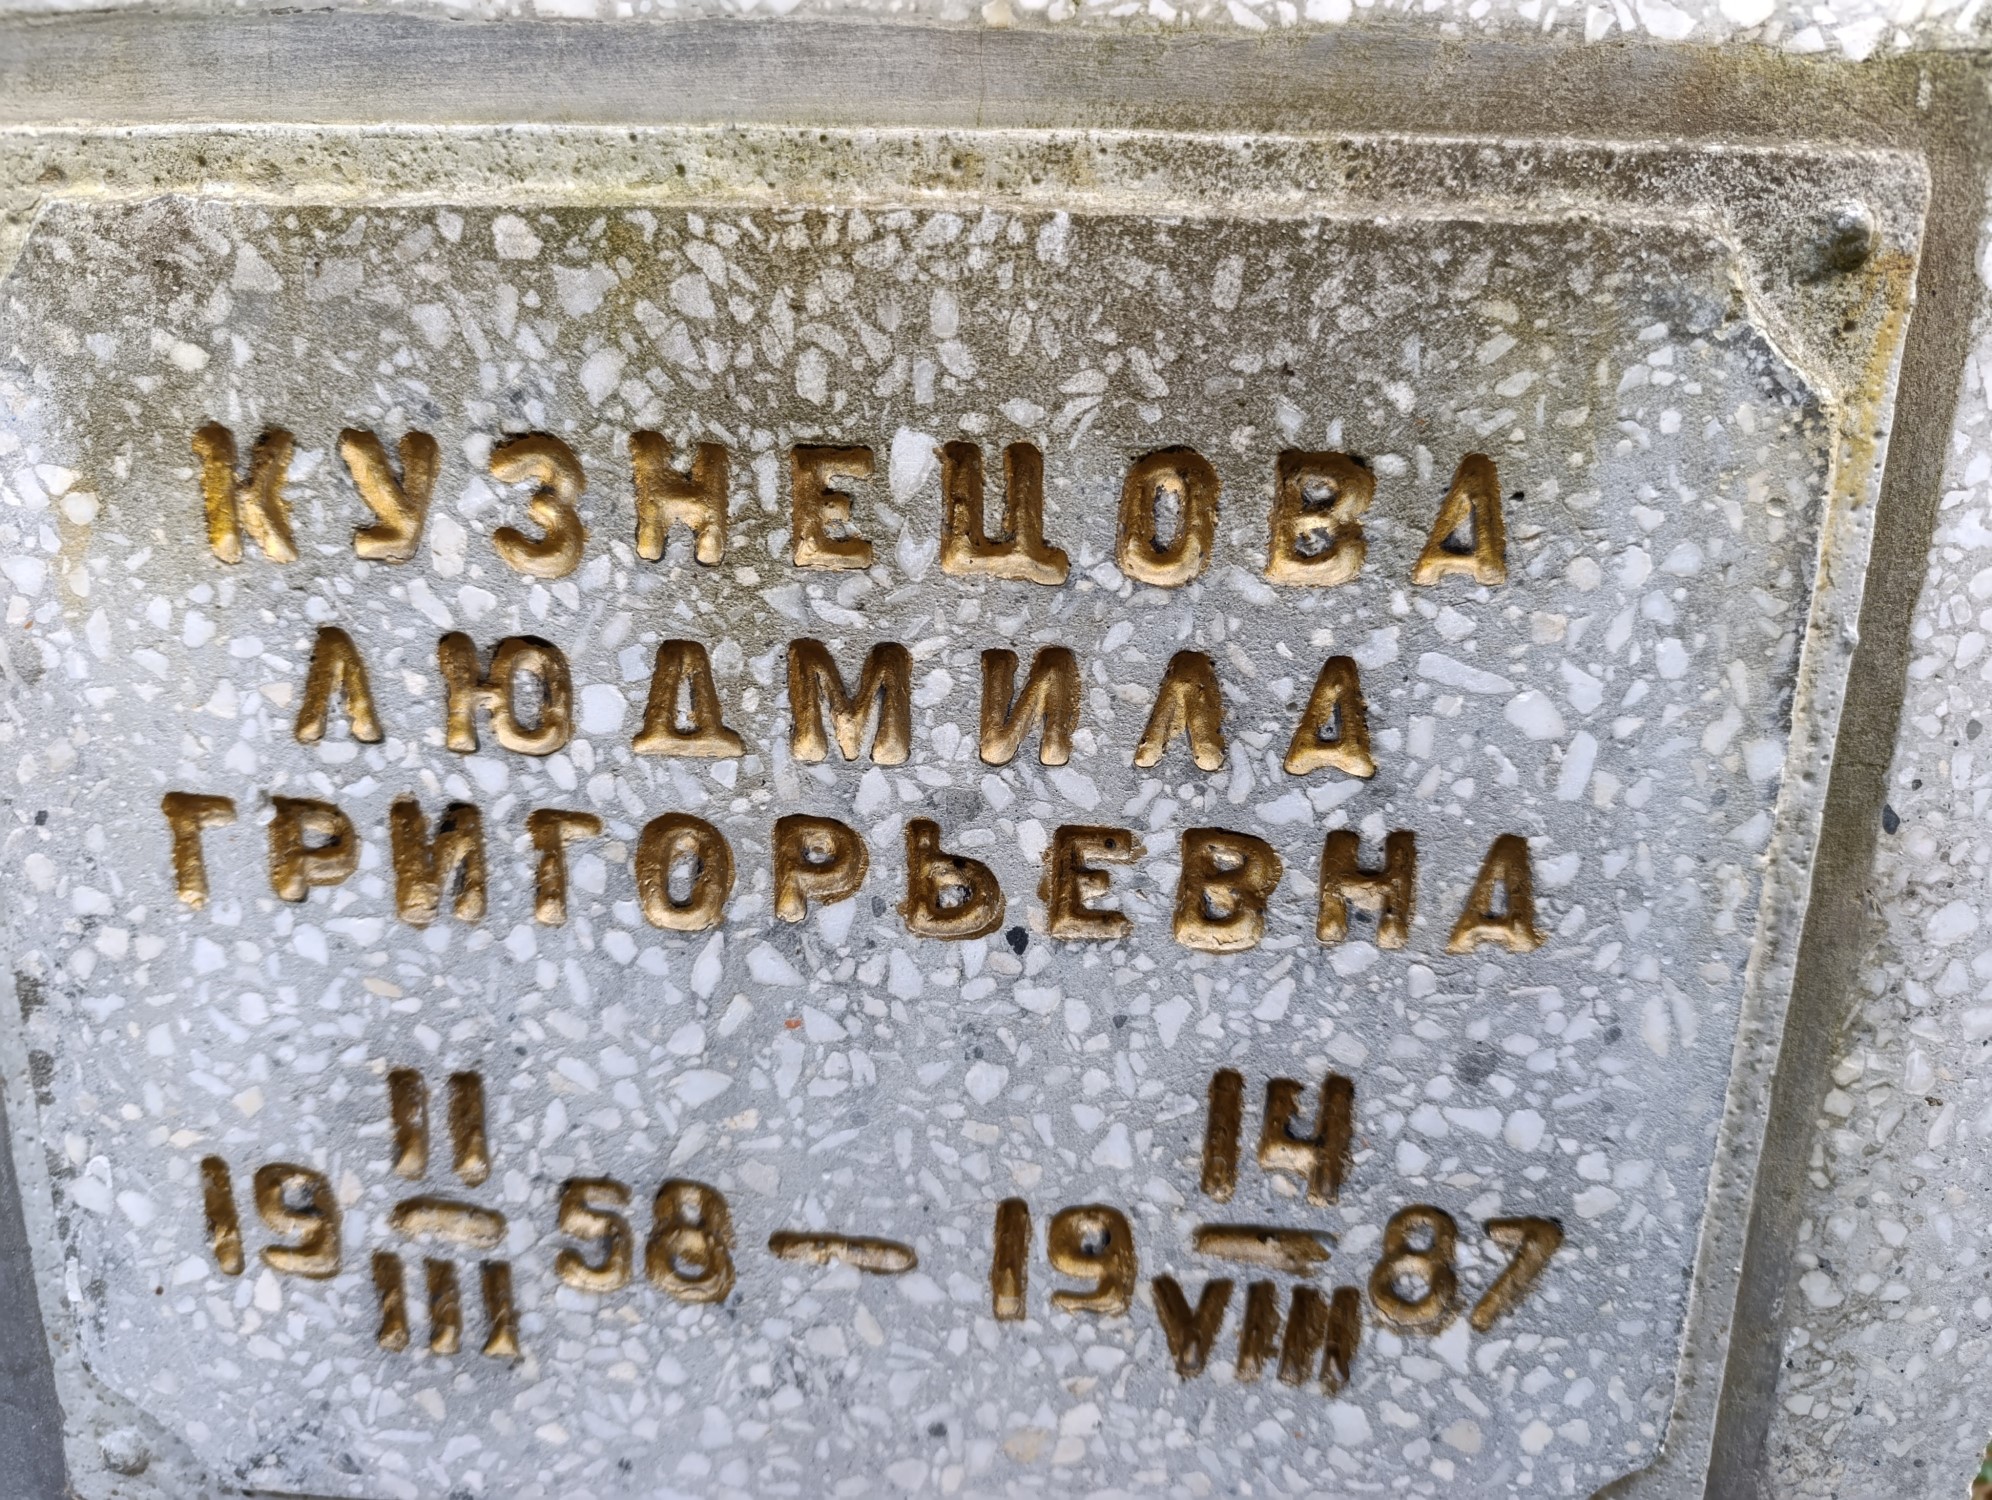 КУЗНЕЦОВА
ЛЮДМИЛА
ГРИГОРЬЕВНА
19 11/III 58 — 19 14/VIII 87